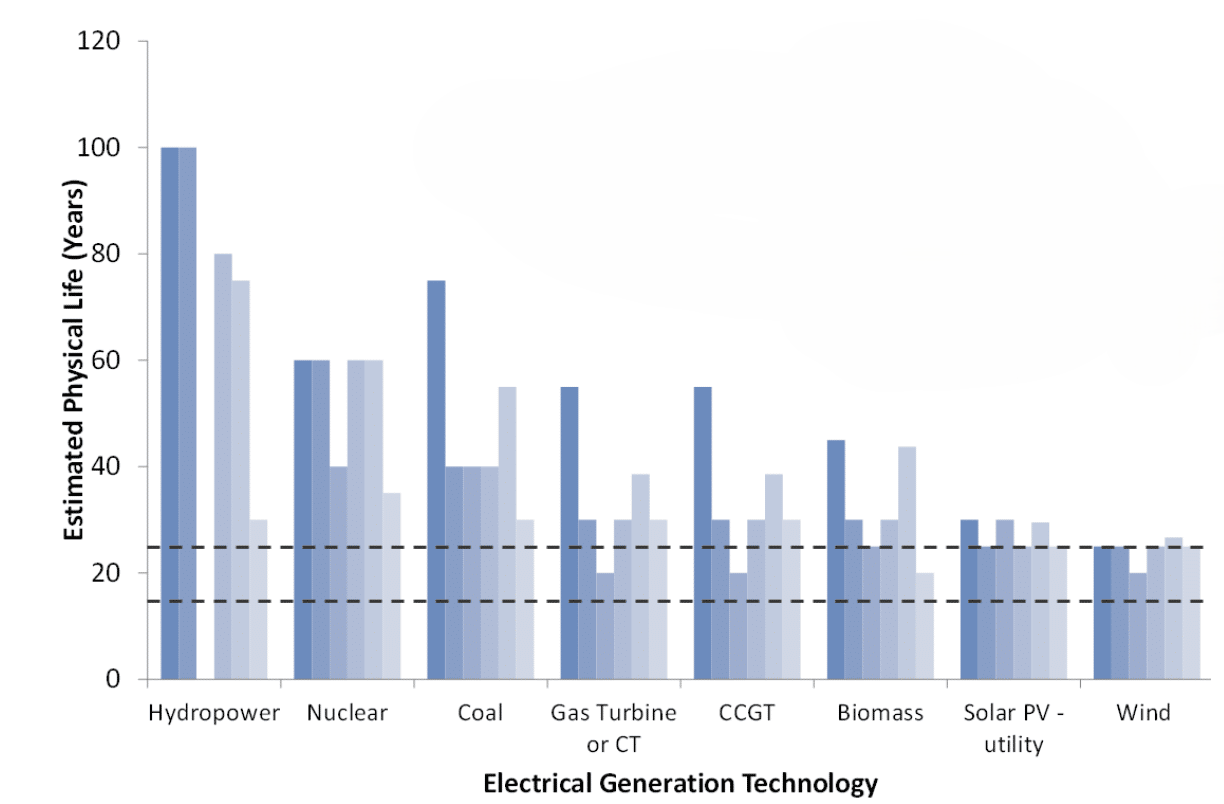 120
100
80
60
40
20
0
Estimated Physical Life (Years)
Hydropower Nuclear Coal Gas Turbine CCGT Biomass Solar PV - Wind
or CT utility
Electrical Generation Technology